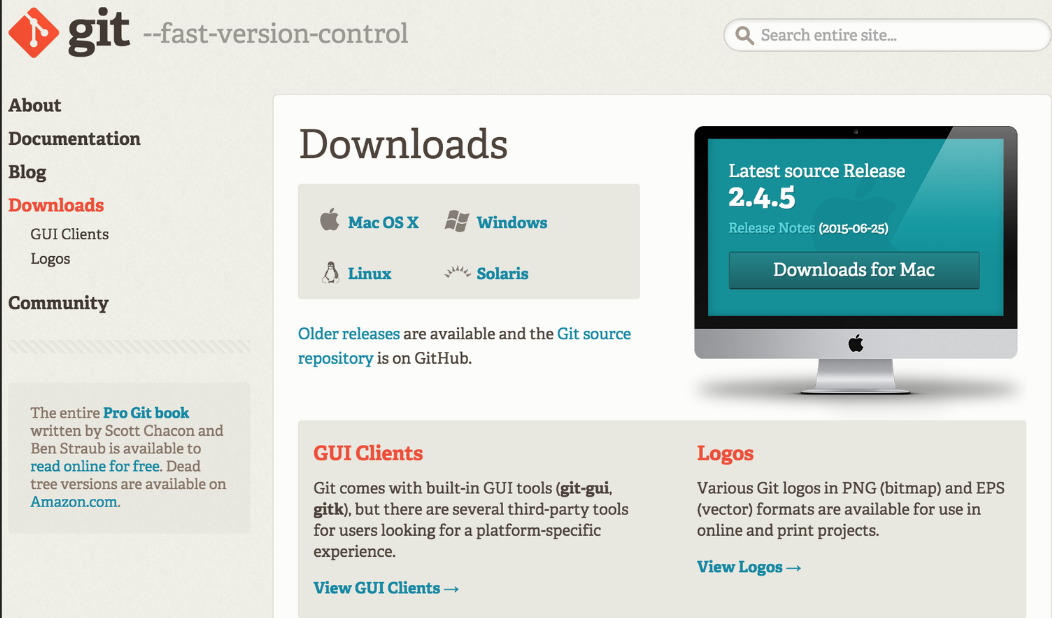 git --fast-version-control
Search entire site...
About
Documentation
Blog
Downloads
GUI Clients
Logos
Community
The entire Pro Git book
written by Scott Chacon and
Ben Straub is available to
read online for free. Dead
tree versions are available on
Amazon.com.
Downloads
Mac OS X
Windows
Linux
Solaris
Older releases are available and the Git source
repository is on GitHub.
Latest source Release
2.4.5
Release Notes (2015-06-25)
Downloads for Mac
GUI Clients
Git comes with built-in GUI tools (git-gui,
gitk), but there are several third-party tools
for users looking for a platform-specific
experience.
View GUI Clients →
Logos
Various Git logos in PNG (bitmap) and EPS
(vector) formats are available for use in
online and print projects.
View Logos →